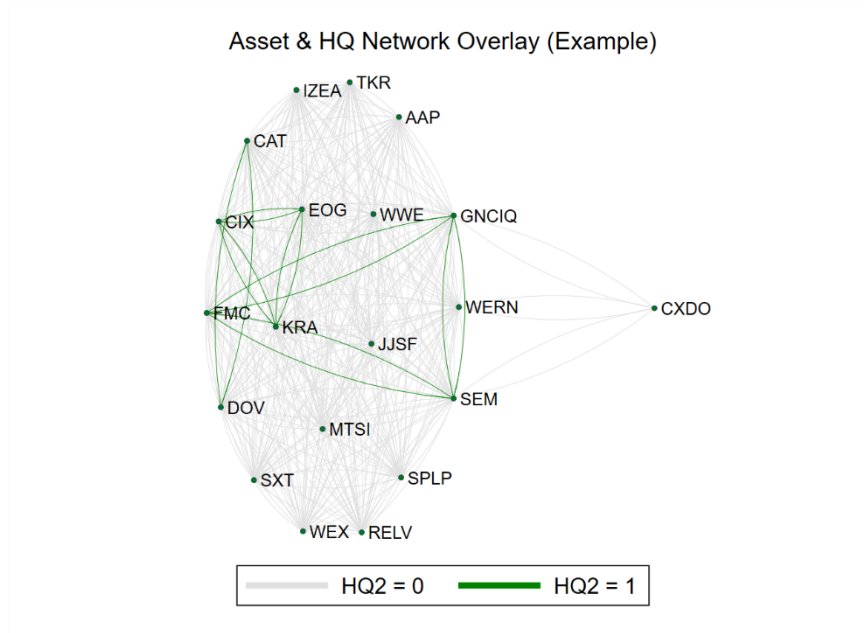 Asset & HQ Network Overlay (Example)
TKR
IZEA
AAP
CAT
EOG
WWE
GNCIQ
CIX
WERN
CXDO
FMC
KRA
JJSF
SEM
DOV
MTSI
SPLP
SXT
WEX
RELV
HQ2 = 0
HQ2 = 1